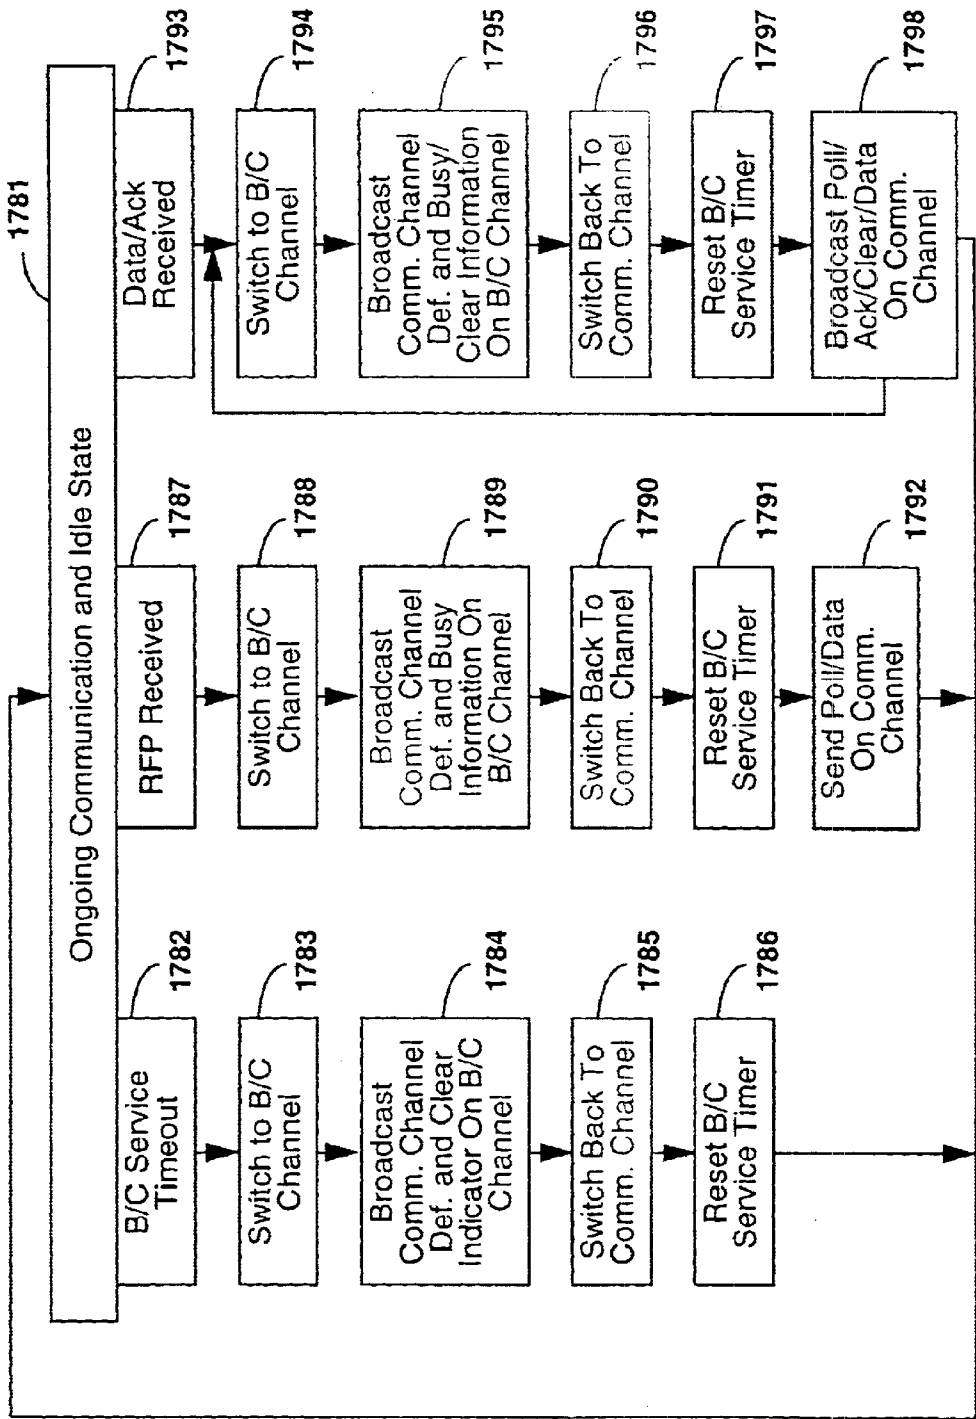 1781
Ongoing Communication and Idle State
B/C Service
Timeout
1782
Switch to B/C
Channel
1783
Broadcast
Comm. Channel
Def. and Clear
Indicator On B/C
Channel
1784
Switch Back To
Comm. Channel
1785
Reset B/C
Service Timer
1786
RFP Received
1787
Switch to B/C
Channel
1788
Broadcast
Comm. Channel
Def. and Busy
Information On
B/C Channel
1789
Switch Back To
Comm. Channel
1790
Reset B/C
Service Timer
1791
Send Poll/Data
On Comm.
Channel
1792
Data/Ack
Received
1793
Switch to B/C
Channel
1794
Broadcast
Comm. Channel
Def. and Busy/
Clear Information
On B/C Channel
1795
Switch Back To
Comm. Channel
1796
Reset B/C
Service Timer
1797
Broadcast Poll/
Ack/Clear/Data
On Comm.
Channel
1798